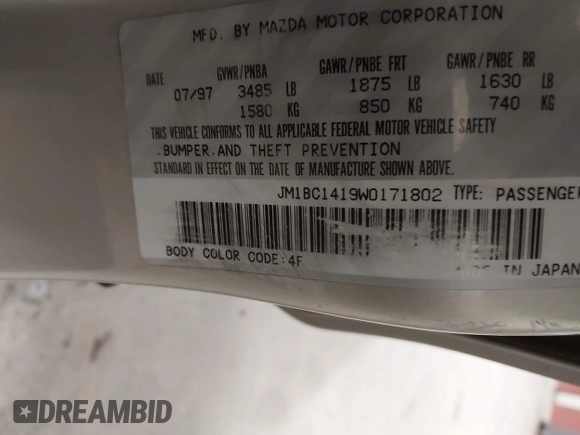 MFD. BY MAZDA MOTOR CORPORATION
DATE GVWR/PNBA GAWR/PNBE FRT GAWR/PNBE RR
07/97 3485 LB 1875 LB 1630 LB
1580 KG 850 KG 740 KG
THIS VEHICLE CONFORMS TO ALL APPLICABLE FEDERAL MOTOR VEHICLE SAFETY
.BUMPER.AND THEFT PREVENTION
STANDARD IN EFFECT ON THE DATE OF MANUFACTURE SHOWN ABOVE.
JM1BC1419W0171802 TYPE: PASSENGER
BODY COLOR CODE:4F
IN JAPAN
DREAMBID